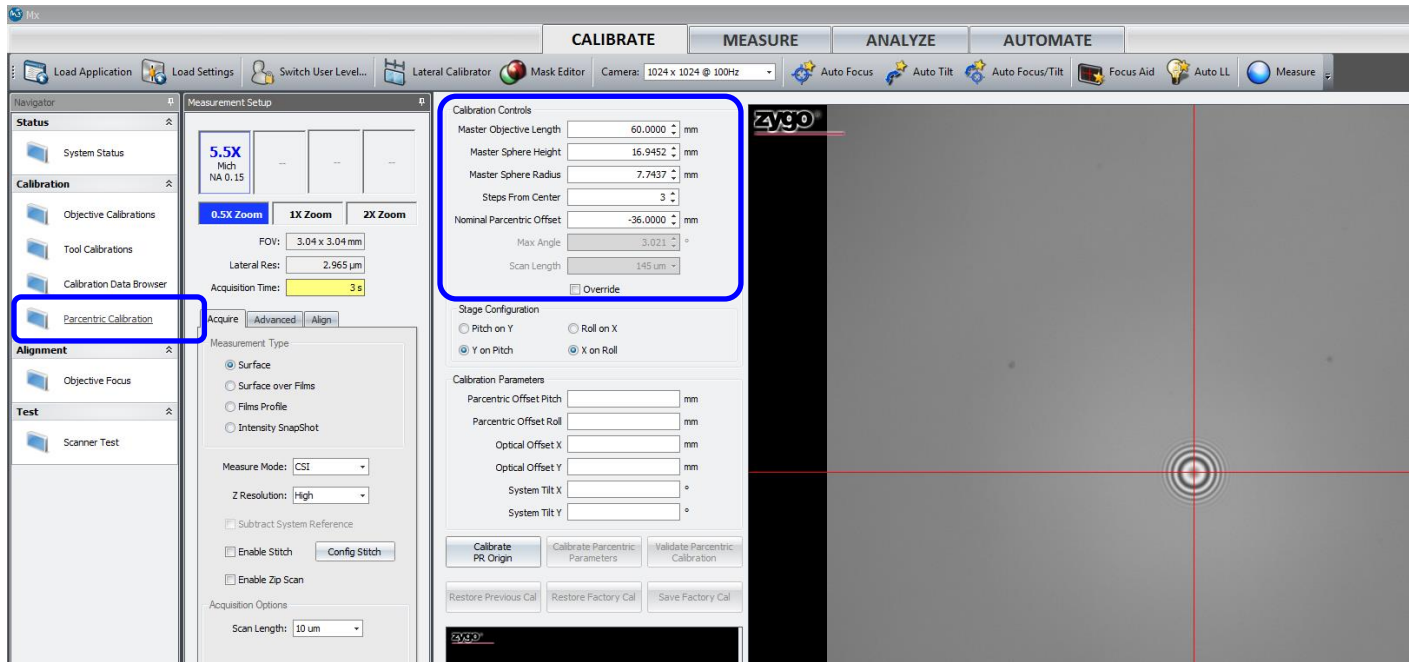 Mx
CALIBRATE MEASURE ANALYZE AUTOMATE
Load Application Load Settings Switch User Level... Lateral Calibrator Mask Editor Camera: 1024 x 1024 @ 100Hz Auto Focus Auto Tilt Auto Focus/Tilt Focus Aid Auto LL Measure
Navigator
Status
System Status
Calibration
Objective Calibrations
Tool Calibrations
Calibration Data Browser
Parcentric Calibration
Alignment
Objective Focus
Test
Scanner Test
Measurement Setup
5.5X
Mich
NA 0.15
-- -- --
0.5X Zoom 1X Zoom 2X Zoom
FOV: 3.04 x 3.04 mm
Lateral Res: 2.965 µm
Acquisition Time: 3 s
Acquire Advanced Align
Measurement Type
Surface
Surface over Films
Films Profile
Intensity SnapShot
Measure Mode: CSI
Z Resolution: High
Subtract System Reference
Enable Stitch Config Stitch
Enable Zip Scan
Acquisition Options
Scan Length: 10 um
Calibration Controls
Master Objective Length 60.0000 mm
Master Sphere Height 16.9452 mm
Master Sphere Radius 7.7437 mm
Steps From Center 3
Nominal Parcentric Offset -36.0000 mm
Max Angle 3.021 °
Scan Length 145 um
Override
Stage Configuration
Pitch on Y Roll on X
Y on Pitch X on Roll
Calibration Parameters
Parcentric Offset Pitch mm
Parcentric Offset Roll mm
Optical Offset X mm
Optical Offset Y mm
System Tilt X °
System Tilt Y °
Calibrate PR Origin
Calibrate Parcentric Parameters
Validate Parcentric Calibration
Restore Previous Cal Restore Factory Cal Save Factory Cal
zygo
zygo